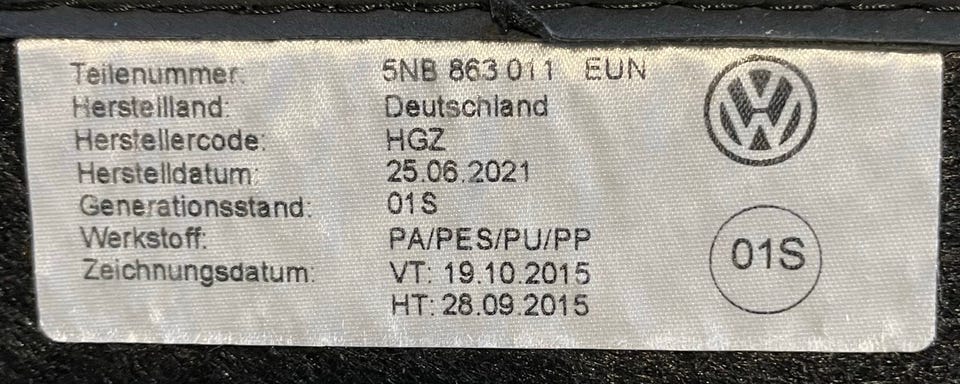 Teilenummer: 5NB 863 011 EUN
Herstellland: Deutschland
Herstellercode: HGZ
Herstelldatum: 25.06.2021
Generationsstand: 01S
Werkstoff: PA/PES/PU/PP
Zeichnungsdatum: VT: 19.10.2015
HT: 28.09.2015
01S